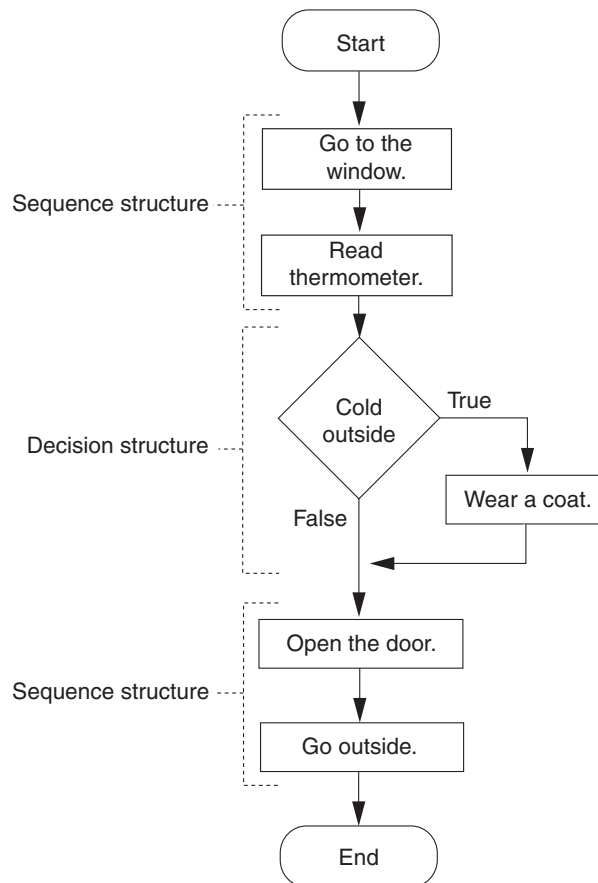 Start
Go to the
window.
Sequence structure
Read
thermometer.
Cold
outside
True
Decision structure
Wear a coat.
False
Open the door.
Sequence structure
Go outside.
End